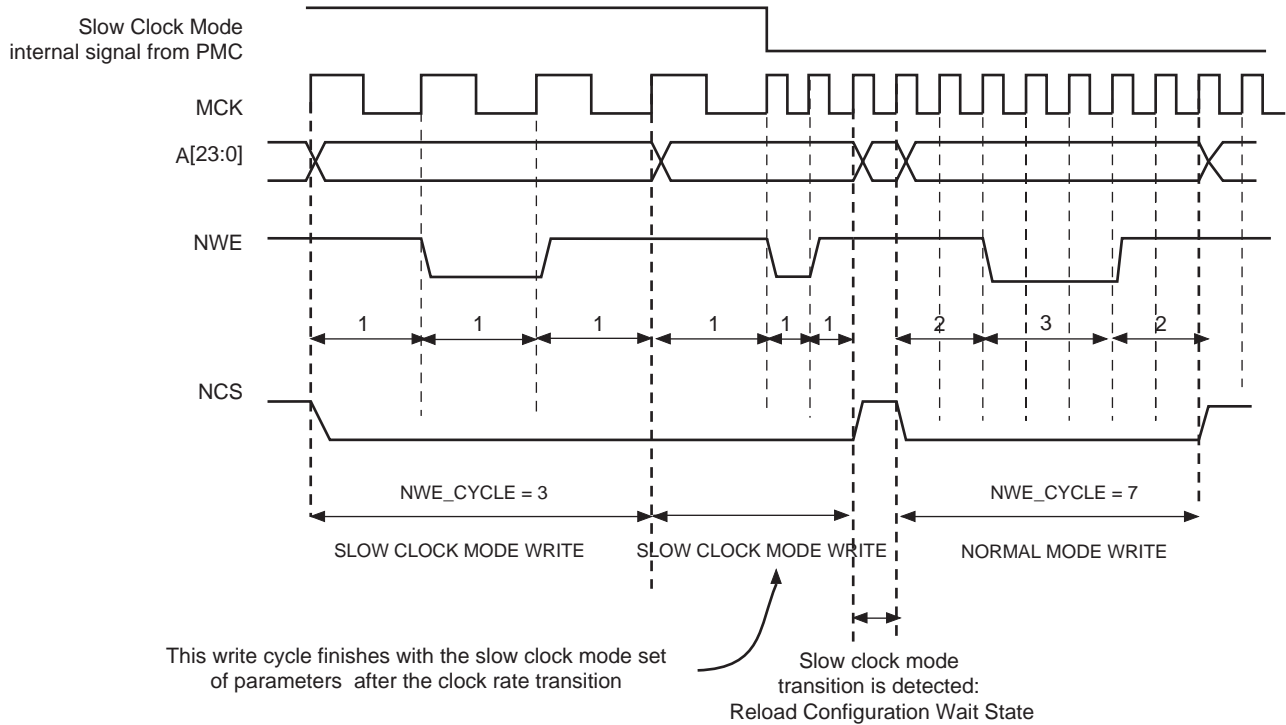 Slow Clock Mode
internal signal from PMC
MCK
A[23:0]
NWE
1 1 1 1 1 1 2 3 2
NCS
NWE_CYCLE = 3 NWE_CYCLE = 7
SLOW CLOCK MODE WRITE SLOW CLOCK MODE WRITE NORMAL MODE WRITE
This write cycle finishes with the slow clock mode set
of parameters after the clock rate transition
Slow clock mode
transition is detected:
Reload Configuration Wait State